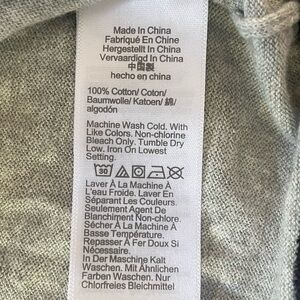 Made In China
Fabriqué En Chine
Hergestellt In China
Vervaardigd In China
中国製
hecho en china
100% Cotton/ Coton/
Baumwolle/ Katoen/ 綿/
algodón
Machine Wash Cold. With
Like Colors. Non-chlorine
Bleach Only. Tumble Dry
Low. Iron On Lowest
Setting.
30
Laver À La Machine À
L'eau Froide. Laver En
Séparant Les Couleurs.
Seulement Agent De
Blanchiment Non-chlore.
Sécher À La Machine À
Basse Température.
Repasser À Fer Doux Si
Nécessaire.
In Der Maschine Kalt
Waschen. Mit Ähnlichen
Farben Waschen. Nur
Chlorfreies Bleichmittel